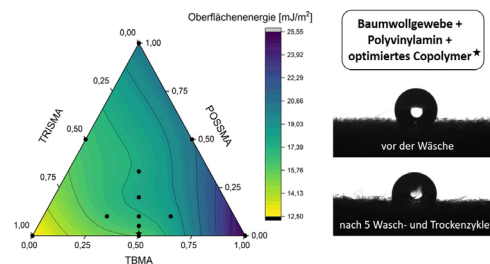 Oberflächenenergie [mJ/m²]
0,00
1,00
0,25
0,75
TRISMA
POSSMA
0,50
0,50
0,75
0,25
1,00
0,00
0,00
0,25
0,50
0,75
1,00
TBMA
25,55
23,92
22,29
20,66
19,03
17,39
15,76
14,13
12,50
Baumwollgewebe +
Polyvinylamin +
optimiertes Copolymer★
vor der Wäsche
nach 5 Wasch- und Trockenzyklen